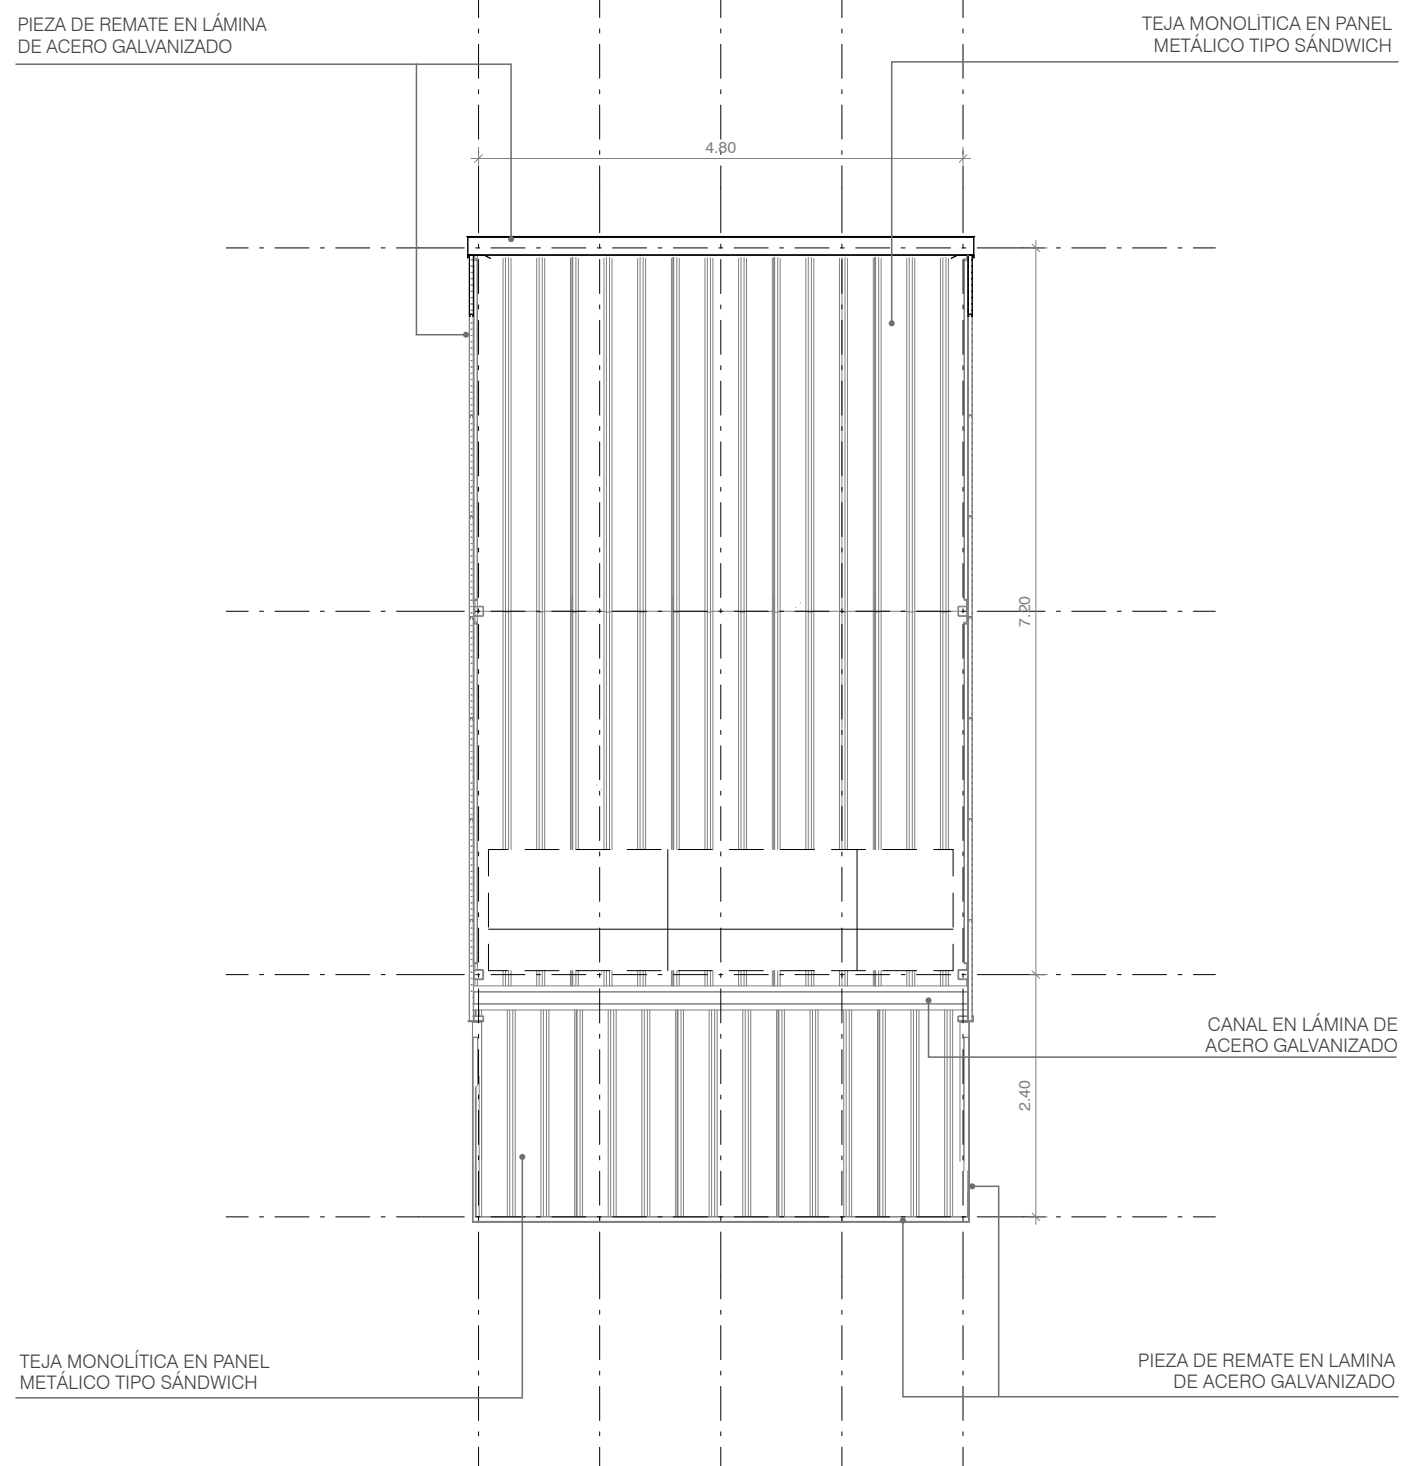 PIEZA DE REMATE EN LÁMINA
DE ACERO GALVANIZADO
TEJA MONOLÍTICA EN PANEL
METÁLICO TIPO SÁNDWICH
4.80
7.20
CANAL EN LÁMINA DE
ACERO GALVANIZADO
2.40
TEJA MONOLÍTICA EN PANEL
METÁLICO TIPO SÁNDWICH
PIEZA DE REMATE EN LAMINA
DE ACERO GALVANIZADO